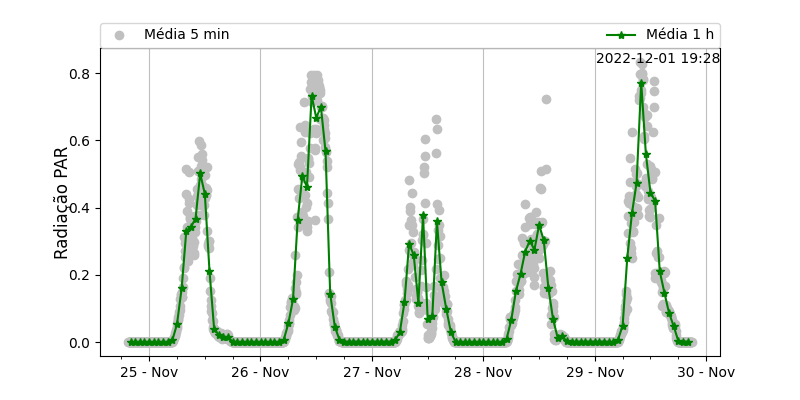 Média 5 min
Média 1 h
2022-12-01 19:28
Radiação PAR
0.8
0.6
0.4
0.2
0.0
25 - Nov
26 - Nov
27 - Nov
28 - Nov
29 - Nov
30 - Nov